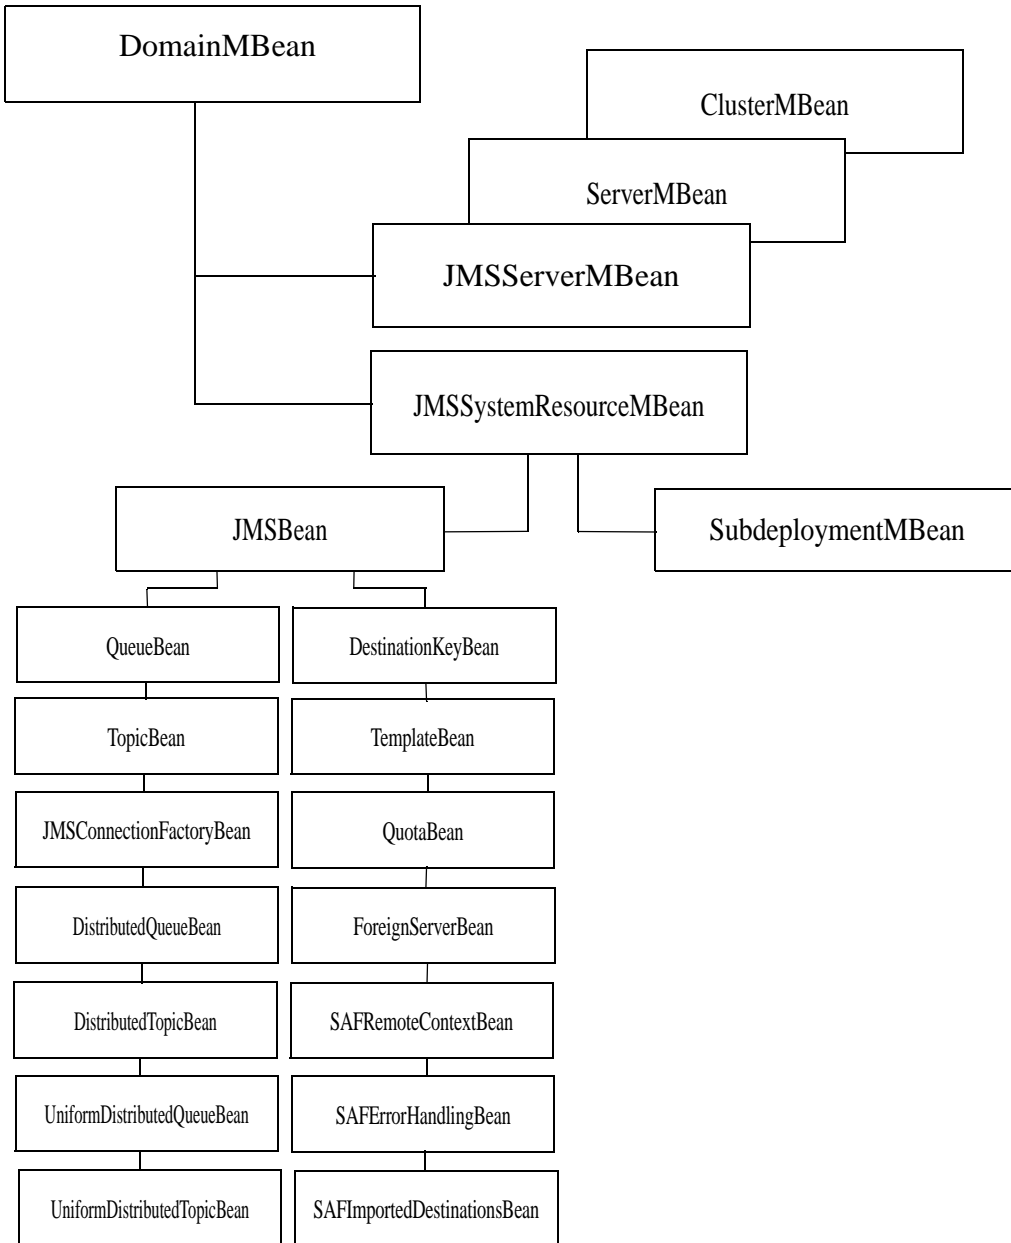 DomainMBean
ClusterMBean
ServerMBean
JMSServerMBean
JMSSystemResourceMBean
JMSBean
SubdeploymentMBean
QueueBean
DestinationKeyBean
TopicBean
TemplateBean
JMSConnectionFactoryBean
QuotaBean
DistributedQueueBean
ForeignServerBean
DistributedTopicBean
SAFRemoteContextBean
UniformDistributedQueueBean
SAFErrorHandlingBean
UniformDistributedTopicBean
SAFImportedDestinationsBean